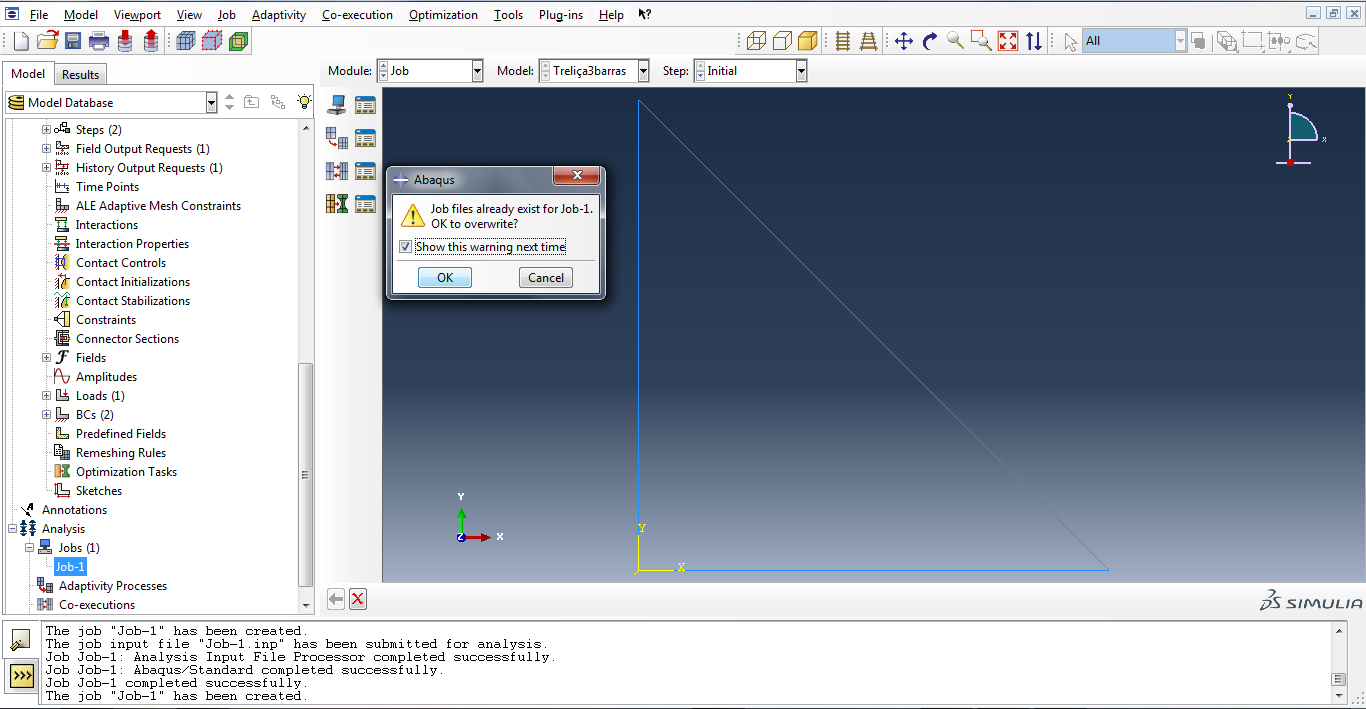 File Model Viewport View Job Adaptivity Co-execution Optimization Tools Plug-ins Help
All
Model Results
Module: Job Model: Treliça3barras Step: Initial
Model Database
Steps (2)
Field Output Requests (1)
History Output Requests (1)
Time Points
ALE Adaptive Mesh Constraints
Interactions
Interaction Properties
Contact Controls
Contact Initializations
Contact Stabilizations
Constraints
Connector Sections
Fields
Amplitudes
Loads (1)
BCs (2)
Predefined Fields
Remeshing Rules
Optimization Tasks
Sketches
Annotations
Analysis
Jobs (1)
Job-1
Adaptivity Processes
Co-executions
Abaqus
Job files already exist for Job-1.
OK to overwrite?
Show this warning next time
OK Cancel
Y
X
Y
X
Z
Y
X
SIMULIA
The job "Job-1" has been created.
The job input file "Job-1.inp" has been submitted for analysis.
Job Job-1: Analysis Input File Processor completed successfully.
Job Job-1: Abaqus/Standard completed successfully.
Job Job-1 completed successfully.
The job "Job-1" has been created.